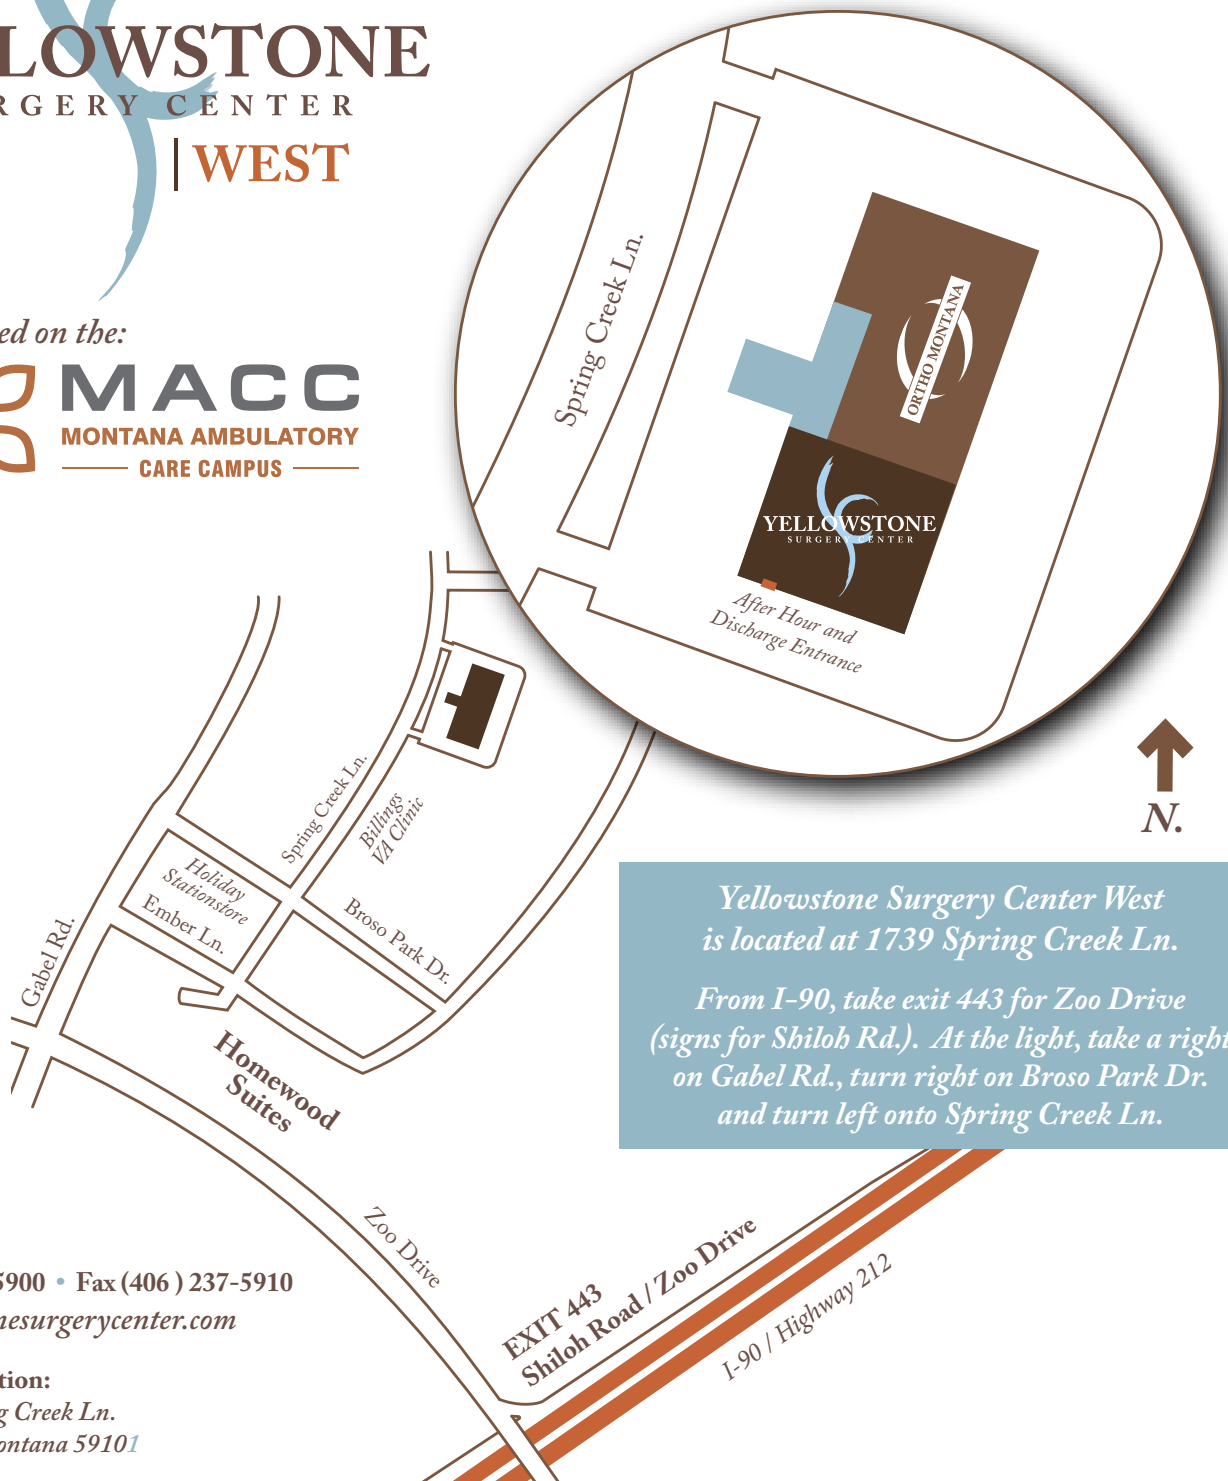 LOWSTONE
RGERY CENTER
WEST
ed on the:
MACC
MONTANA AMBULATORY
CARE CAMPUS
Spring Creek Ln.
ORTHO MONTANA
YELLOWSTONE
SURGERY CENTER
After Hour and
Discharge Entrance
N.
Spring Creek Ln.
Billings
VA Clinic
Holiday
Stationstore
Ember Ln.
Broso Park Dr.
Gabel Rd.
Homewood
Suites
Yellowstone Surgery Center West
is located at 1739 Spring Creek Ln.
From I-90, take exit 443 for Zoo Drive
(signs for Shiloh Rd.). At the light, take a right
on Gabel Rd., turn right on Broso Park Dr.
and turn left onto Spring Creek Ln.
Zoo Drive
EXIT 443
Shiloh Road / Zoo Drive
I-90 / Highway 212
5900 • Fax (406 ) 237-5910
nesurgerycenter.com
tion:
g Creek Ln.
ontana 59101